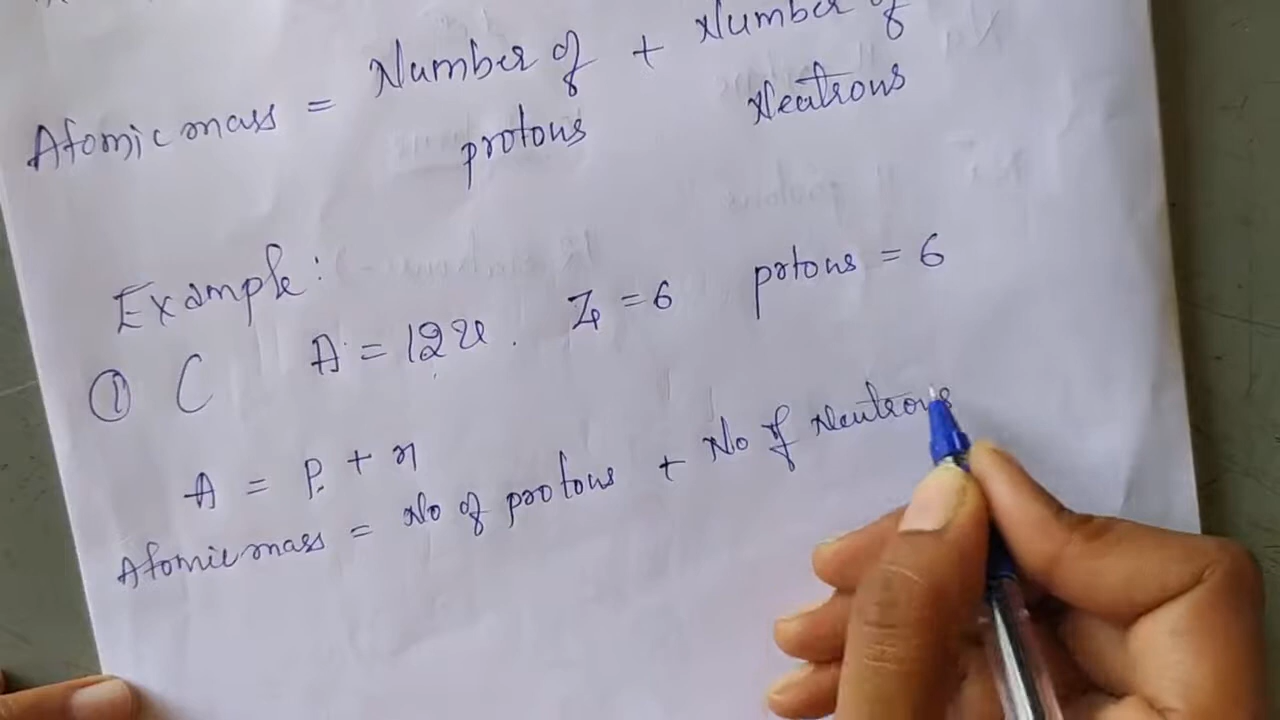 Atomic mass = Number of protons + Number of Neutrons
Example:
① C A = 12u. Z = 6 protons = 6
A = P + n
Atomic mass = No of protons + No of Neutrons